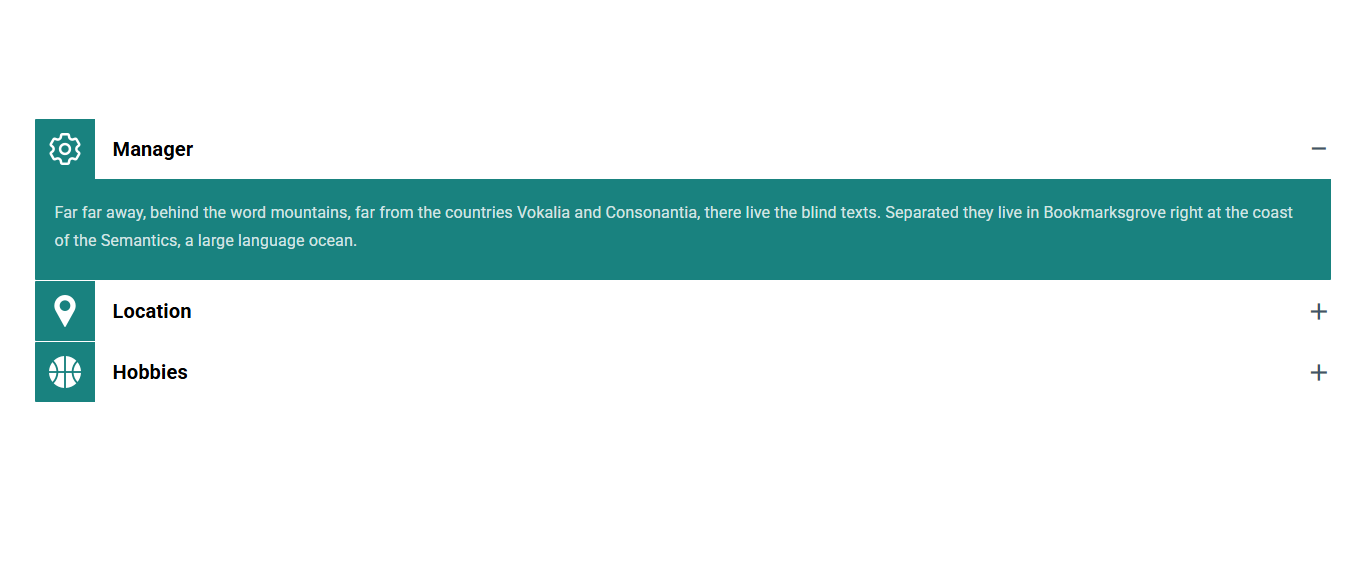 Manager
Far far away, behind the word mountains, far from the countries Vokalia and Consonantia, there live the blind texts. Separated they live in Bookmarksgrove right at the coast
of the Semantics, a large language ocean.
Location
Hobbies